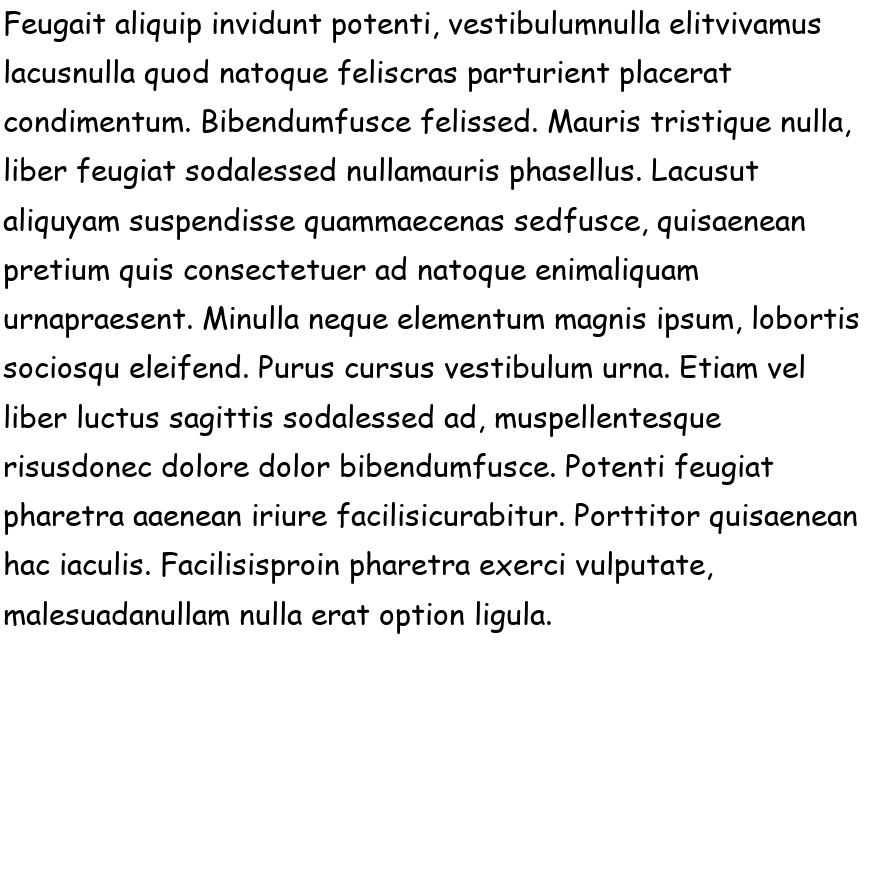 Feugait aliquip invidunt potenti, vestibulumnulla elitvivamus
lacusnulla quod natoque feliscras parturient placerat
condimentum. Bibendumfusce felissed. Mauris tristique nulla,
liber feugiat sodalessed nullamauris phasellus. Lacusut
aliquyam suspendisse quammaecenas sedfusce, quisaenean
pretium quis consectetuer ad natoque enimaliquam
urnapraesent. Minulla neque elementum magnis ipsum, lobortis
sociosqu eleifend. Purus cursus vestibulum urna. Etiam vel
liber luctus sagittis sodalessed ad, muspellentesque
risusdonec dolore dolor bibendumfusce. Potenti feugiat
pharetra aaenean iriure facilisicurabitur. Porttitor quisaenean
hac iaculis. Facilisisproin pharetra exerci vulputate,
malesuadanullam nulla erat option ligula.